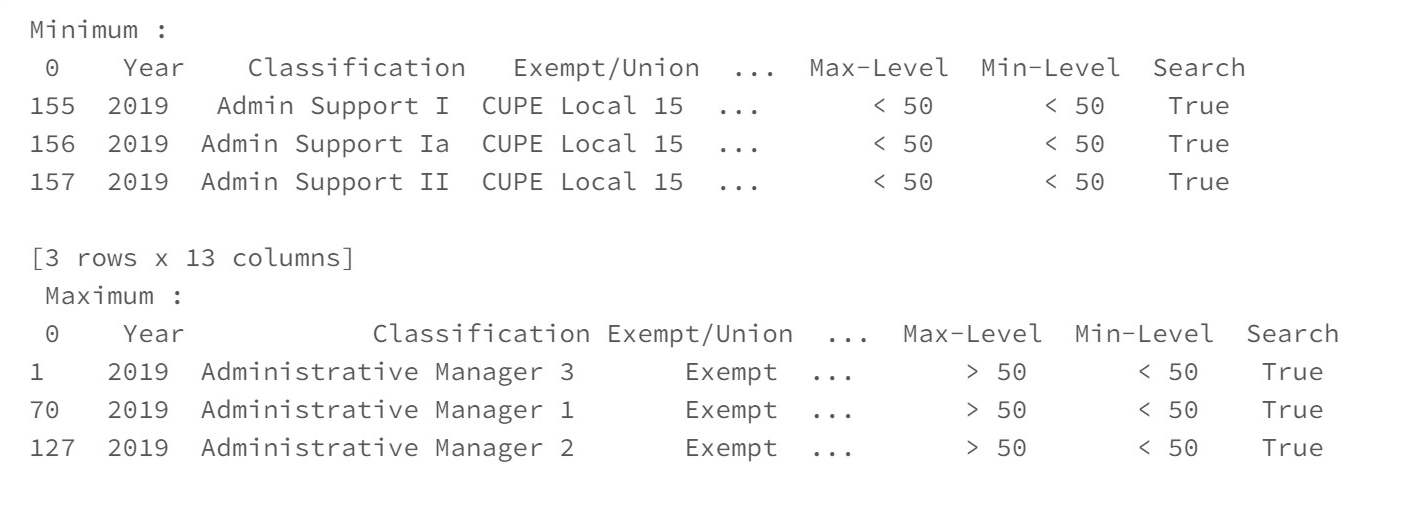 Minimum :
0 Year Classification Exempt/Union ... Max-Level Min-Level Search
155 2019 Admin Support I CUPE Local 15 ... < 50 < 50 True
156 2019 Admin Support Ia CUPE Local 15 ... < 50 < 50 True
157 2019 Admin Support II CUPE Local 15 ... < 50 < 50 True
[3 rows x 13 columns]
Maximum :
0 Year Classification Exempt/Union ... Max-Level Min-Level Search
1 2019 Administrative Manager 3 Exempt ... > 50 < 50 True
70 2019 Administrative Manager 1 Exempt ... > 50 < 50 True
127 2019 Administrative Manager 2 Exempt ... > 50 < 50 True